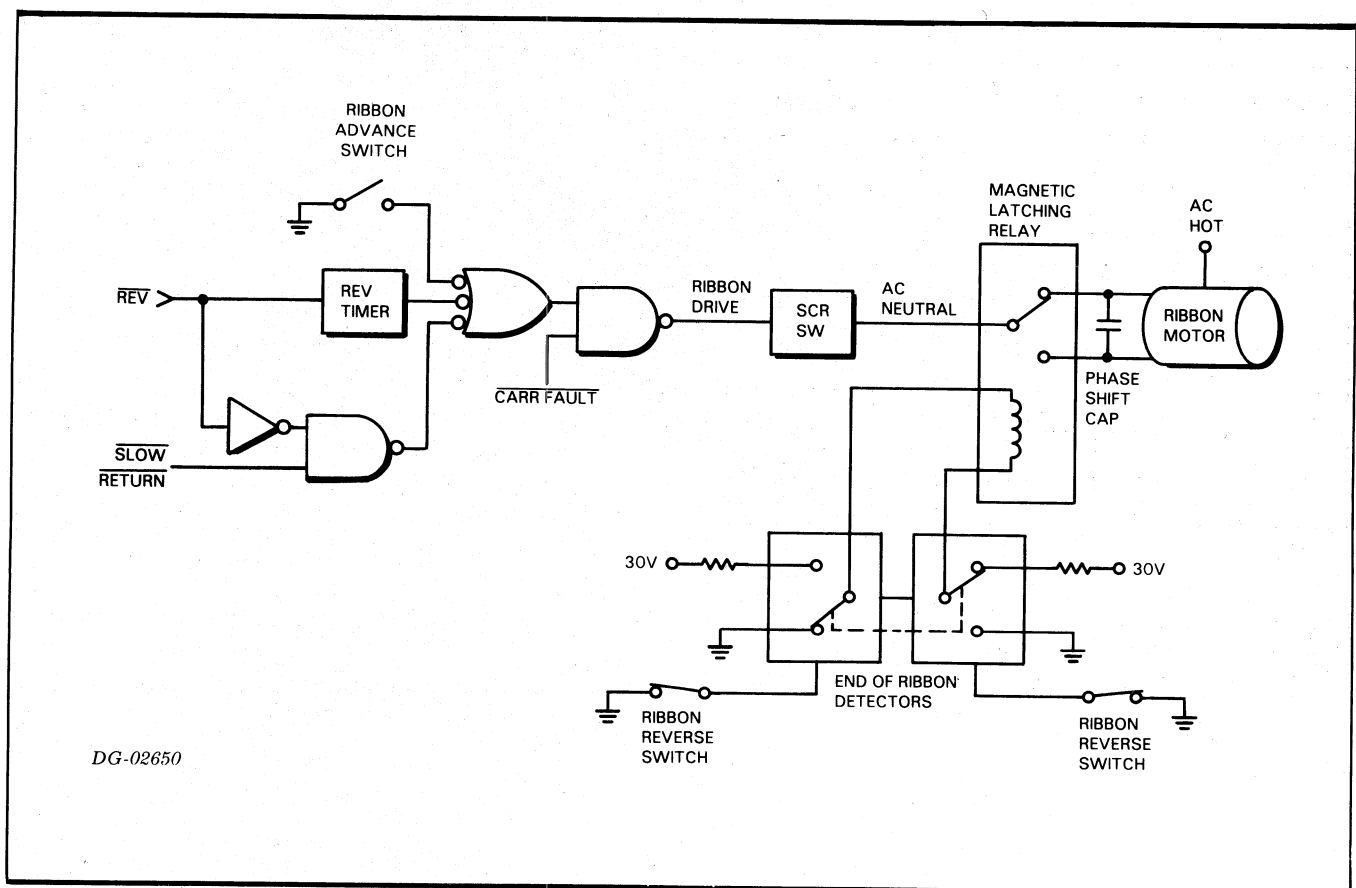 RIBBON
ADVANCE
SWITCH
REV
REV
TIMER
SLOW
RETURN
CARR FAULT
RIBBON
DRIVE
SCR
SW
AC
NEUTRAL
MAGNETIC
LATCHING
RELAY
AC
HOT
RIBBON
MOTOR
PHASE
SHIFT
CAP
30V
30V
END OF RIBBON
DETECTORS
RIBBON
REVERSE
SWITCH
RIBBON
REVERSE
SWITCH
DG-02650